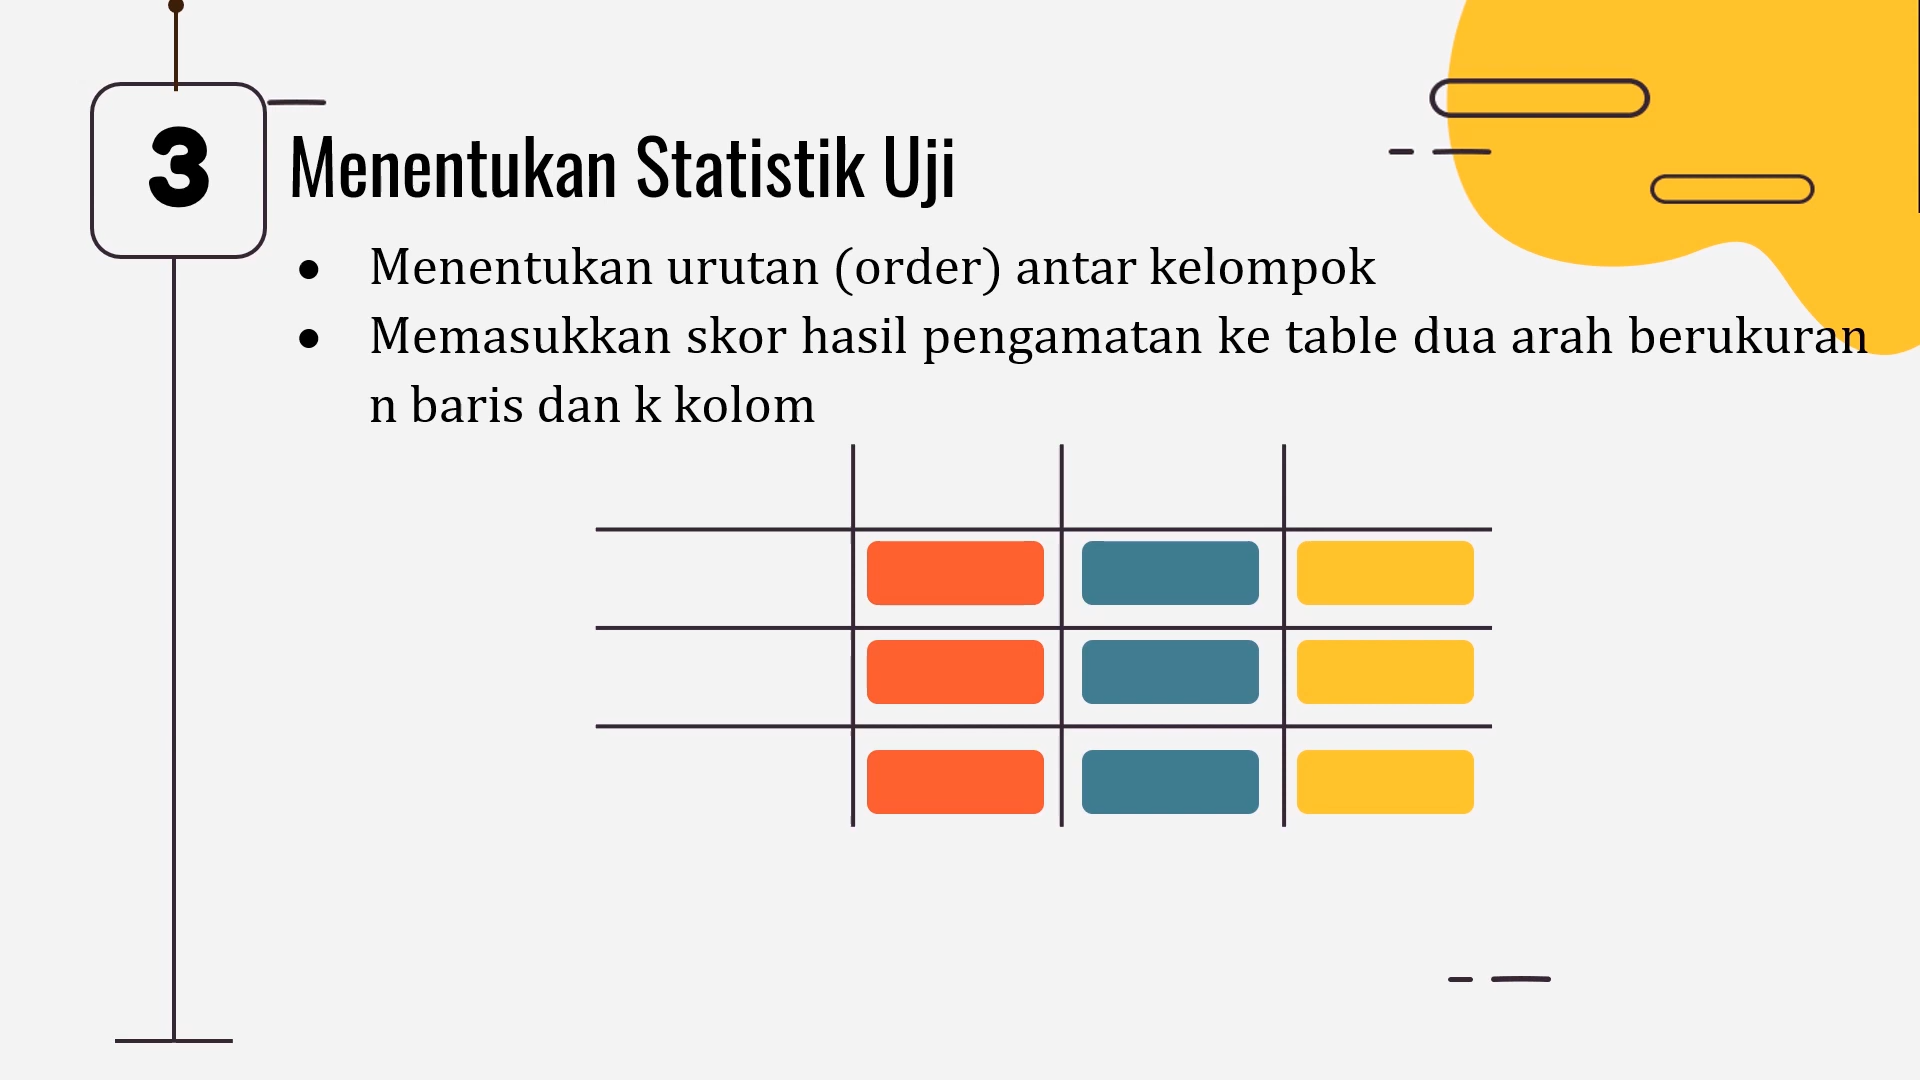 3
Menentukan Statistik Uji
● Menentukan urutan (order) antar kelompok
● Memasukkan skor hasil pengamatan ke table dua arah berukuran
n baris dan k kolom